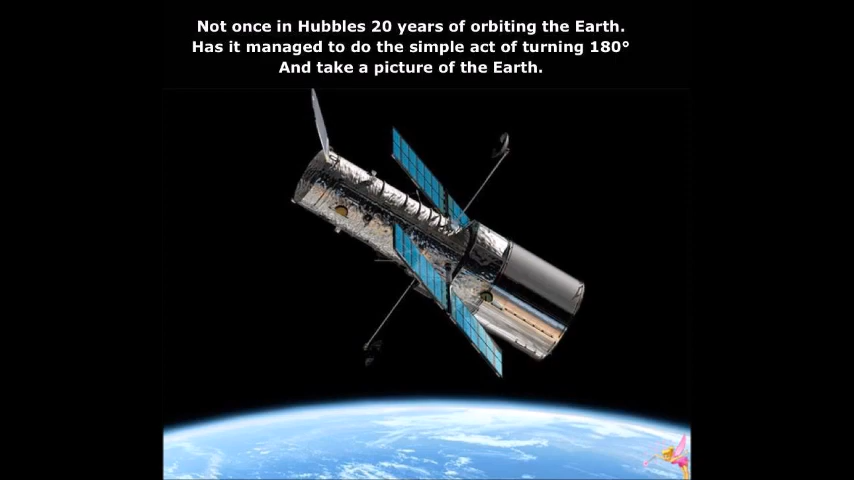 Not once in Hubbles 20 years of orbiting the Earth.
Has it managed to do the simple act of turning 180°
And take a picture of the Earth.